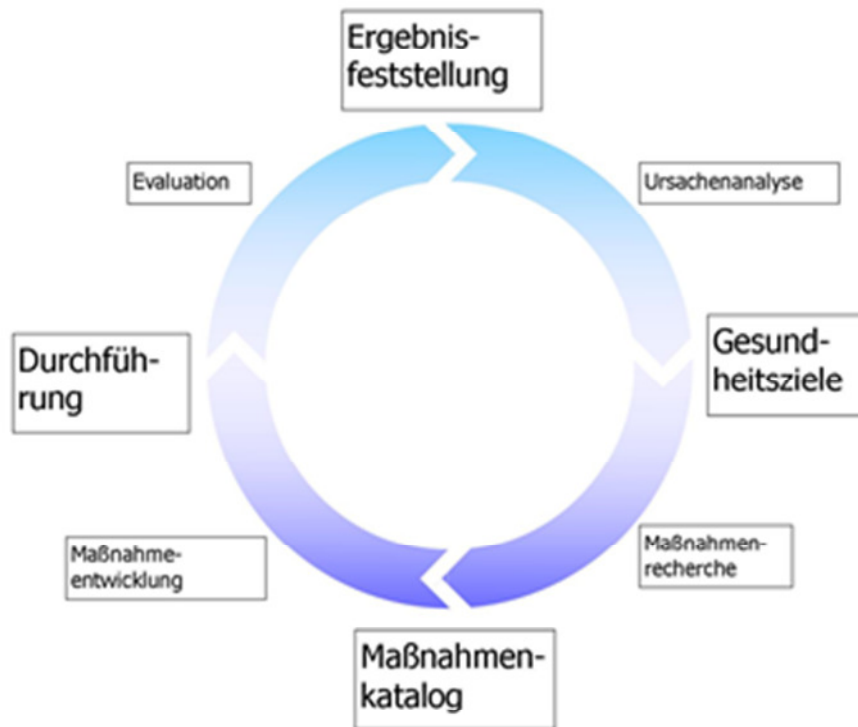 Ergebnis-
feststellung
Evaluation
Ursachenanalyse
Durchfüh-
rung
Gesund-
heitsziele
Maßnahme-
entwicklung
Maßnahmen-
recherche
Maßnahmen-
katalog